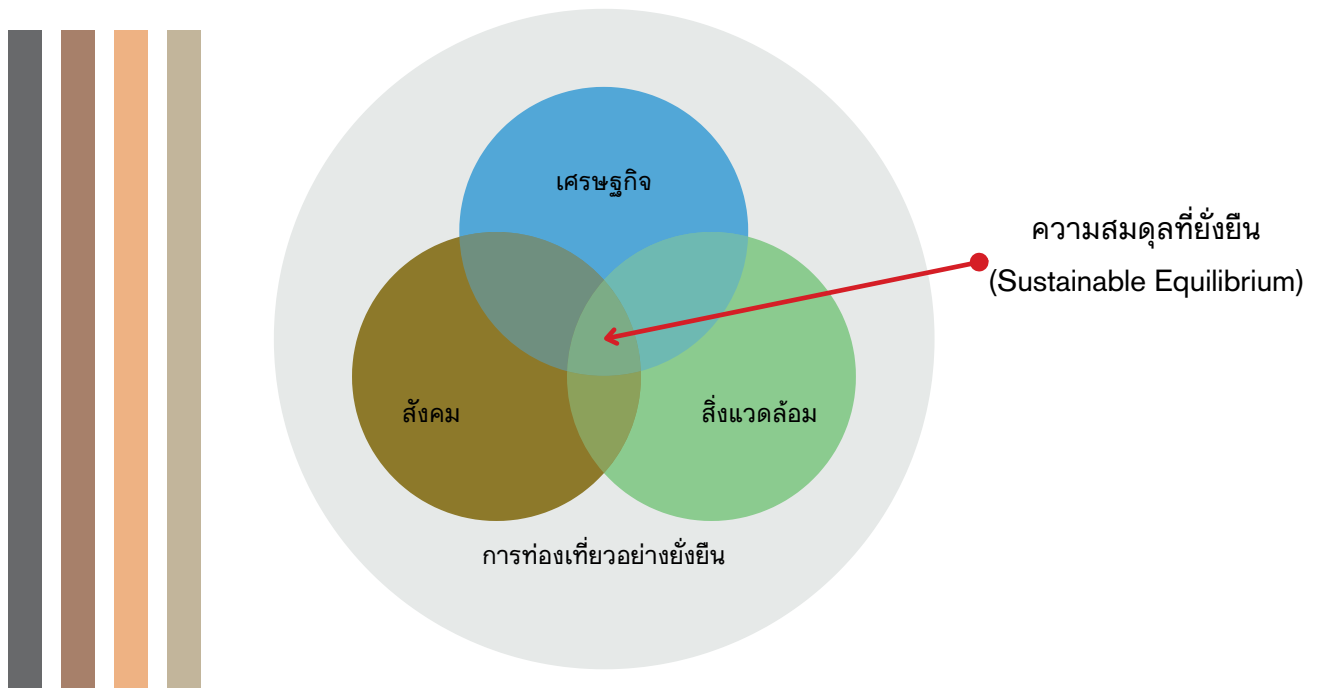 เศรษฐกิจ
ความสมดุลที่ยั่งยืน
(Sustainable Equilibrium)
สังคม
สิ่งแวดล้อม
การท่องเที่ยวอย่างยั่งยืน